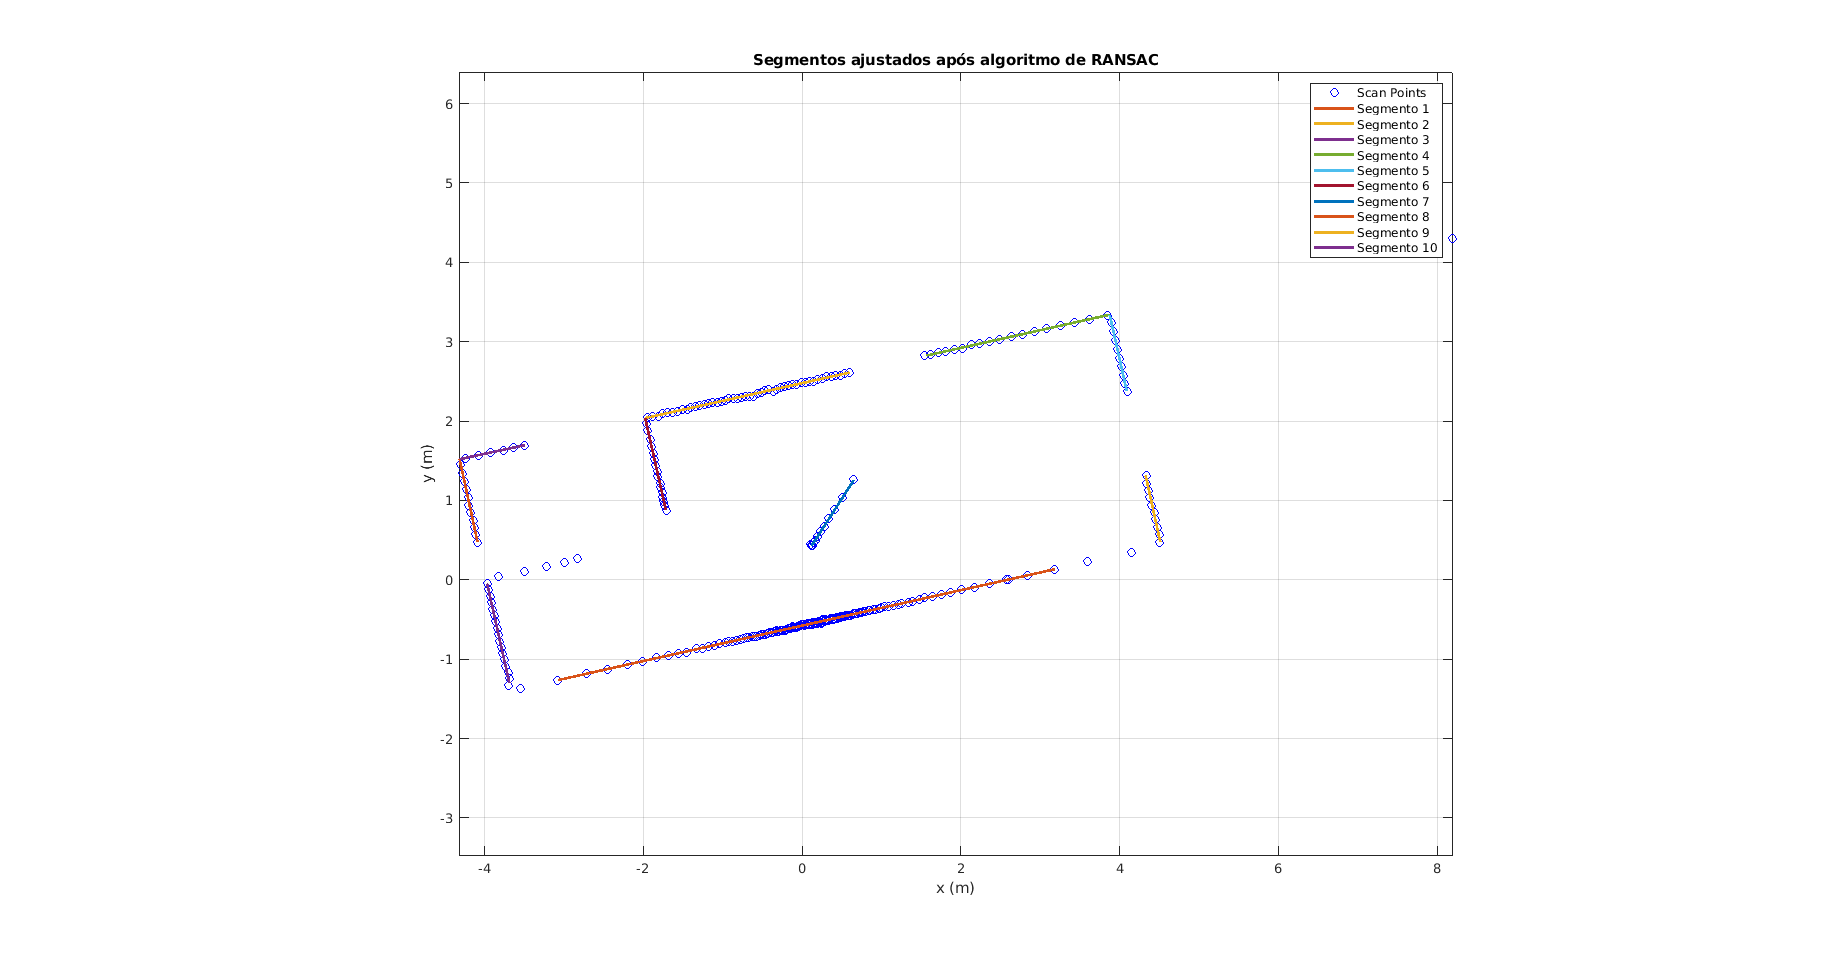 Segmentos ajustados após algoritmo de RANSAC
Scan Points
Segmento 1
Segmento 2
Segmento 3
Segmento 4
Segmento 5
Segmento 6
Segmento 7
Segmento 8
Segmento 9
Segmento 10
6
5
4
3
2
1
0
-1
-2
-3
y (m)
-4 -2 0 2 4 6 8
x (m)